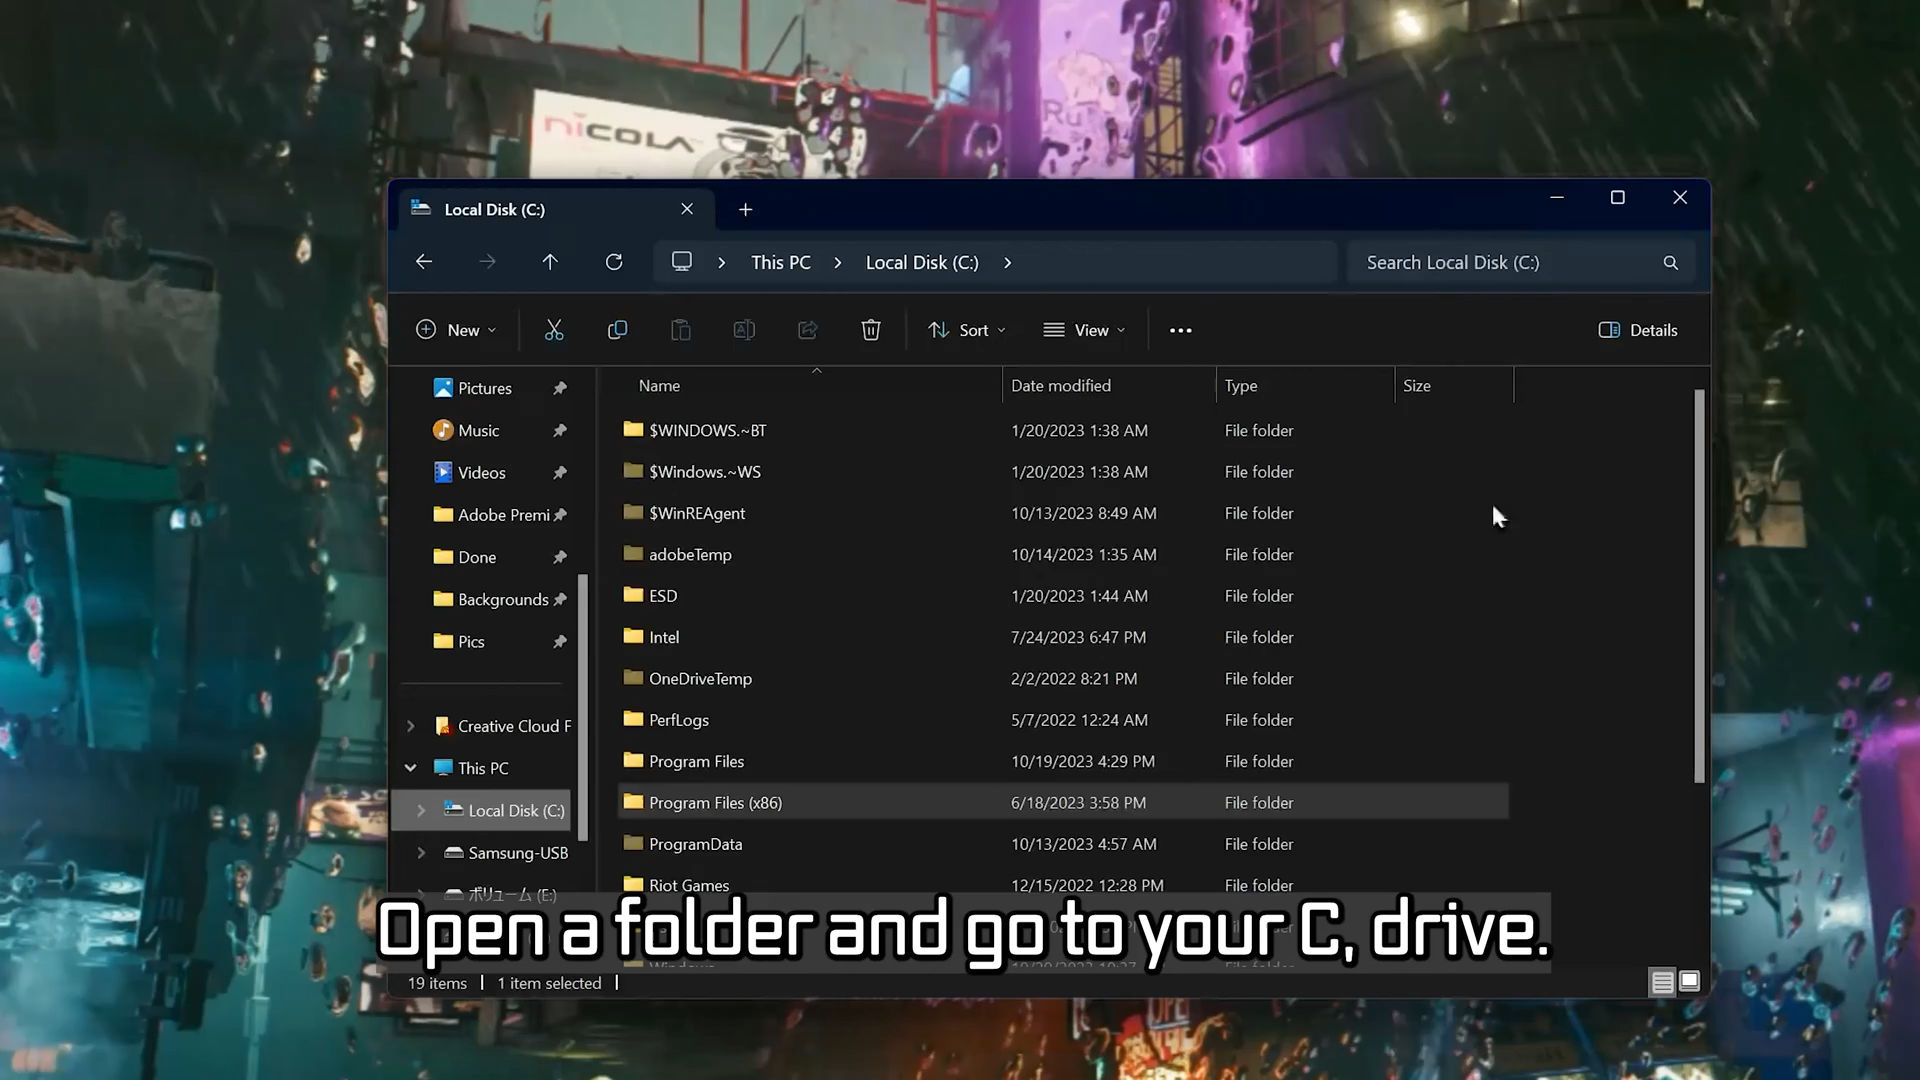 nicola
Ru
Local Disk (C:)
This PC
Local Disk (C:)
Search Local Disk (C:)
New
Sort
View
Details
Pictures
Music
Videos
Adobe Premi
Done
Backgrounds
Pics
Creative Cloud F
This PC
Local Disk (C:)
Samsung-USB
ボリューム (E:)
Name Date modified Type Size
$WINDOWS.~BT 1/20/2023 1:38 AM File folder
$Windows.~WS 1/20/2023 1:38 AM File folder
$WinREAgent 10/13/2023 8:49 AM File folder
adobeTemp 10/14/2023 1:35 AM File folder
ESD 1/20/2023 1:44 AM File folder
Intel 7/24/2023 6:47 PM File folder
OneDriveTemp 2/2/2022 8:21 PM File folder
PerfLogs 5/7/2022 12:24 AM File folder
Program Files 10/19/2023 4:29 PM File folder
Program Files (x86) 6/18/2023 3:58 PM File folder
ProgramData 10/13/2023 4:57 AM File folder
Riot Games 12/15/2022 12:28 PM File folder
Windows
Open a folder and go to your C, drive.
19 items 1 item selected